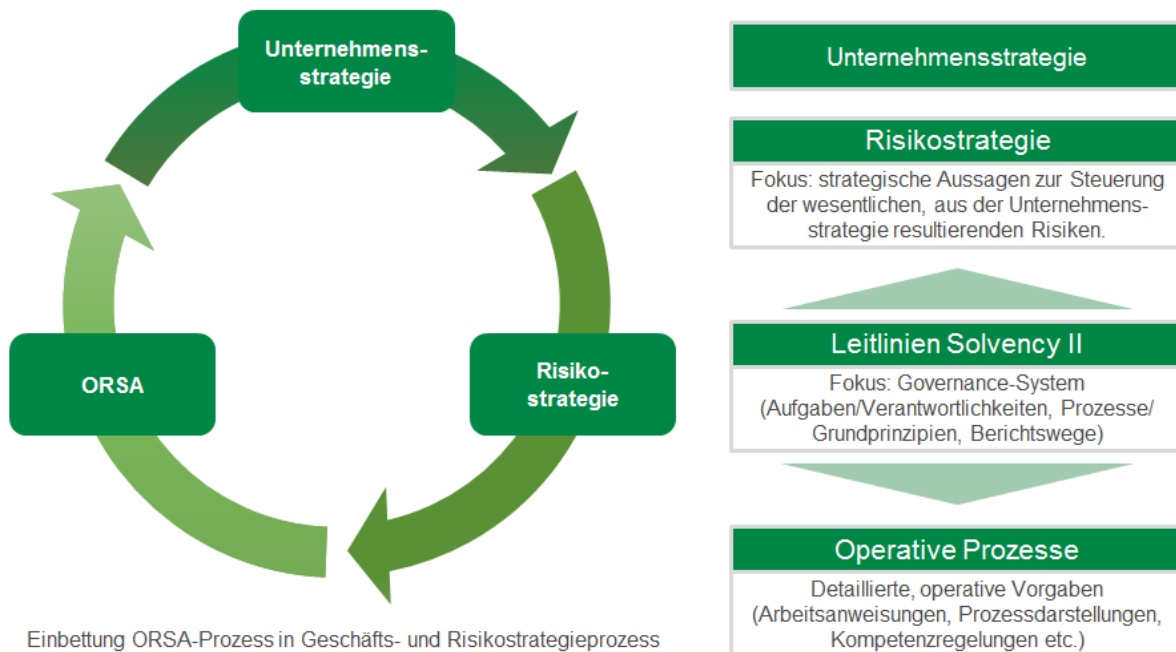 Unternehmens-
strategie
Risiko-
strategie
ORSA
Einbettung ORSA-Prozess in Geschäfts- und Risikostrategieprozess
Unternehmensstrategie
Risikostrategie
Fokus: strategische Aussagen zur Steuerung
der wesentlichen, aus der Unternehmens-
strategie resultierenden Risiken.
Leitlinien Solvency II
Fokus: Governance-System
(Aufgaben/Verantwortlichkeiten, Prozesse/
Grundprinzipien, Berichtswege)
Operative Prozesse
Detaillierte, operative Vorgaben
(Arbeitsanweisungen, Prozessdarstellungen,
Kompetenzregelungen etc.)